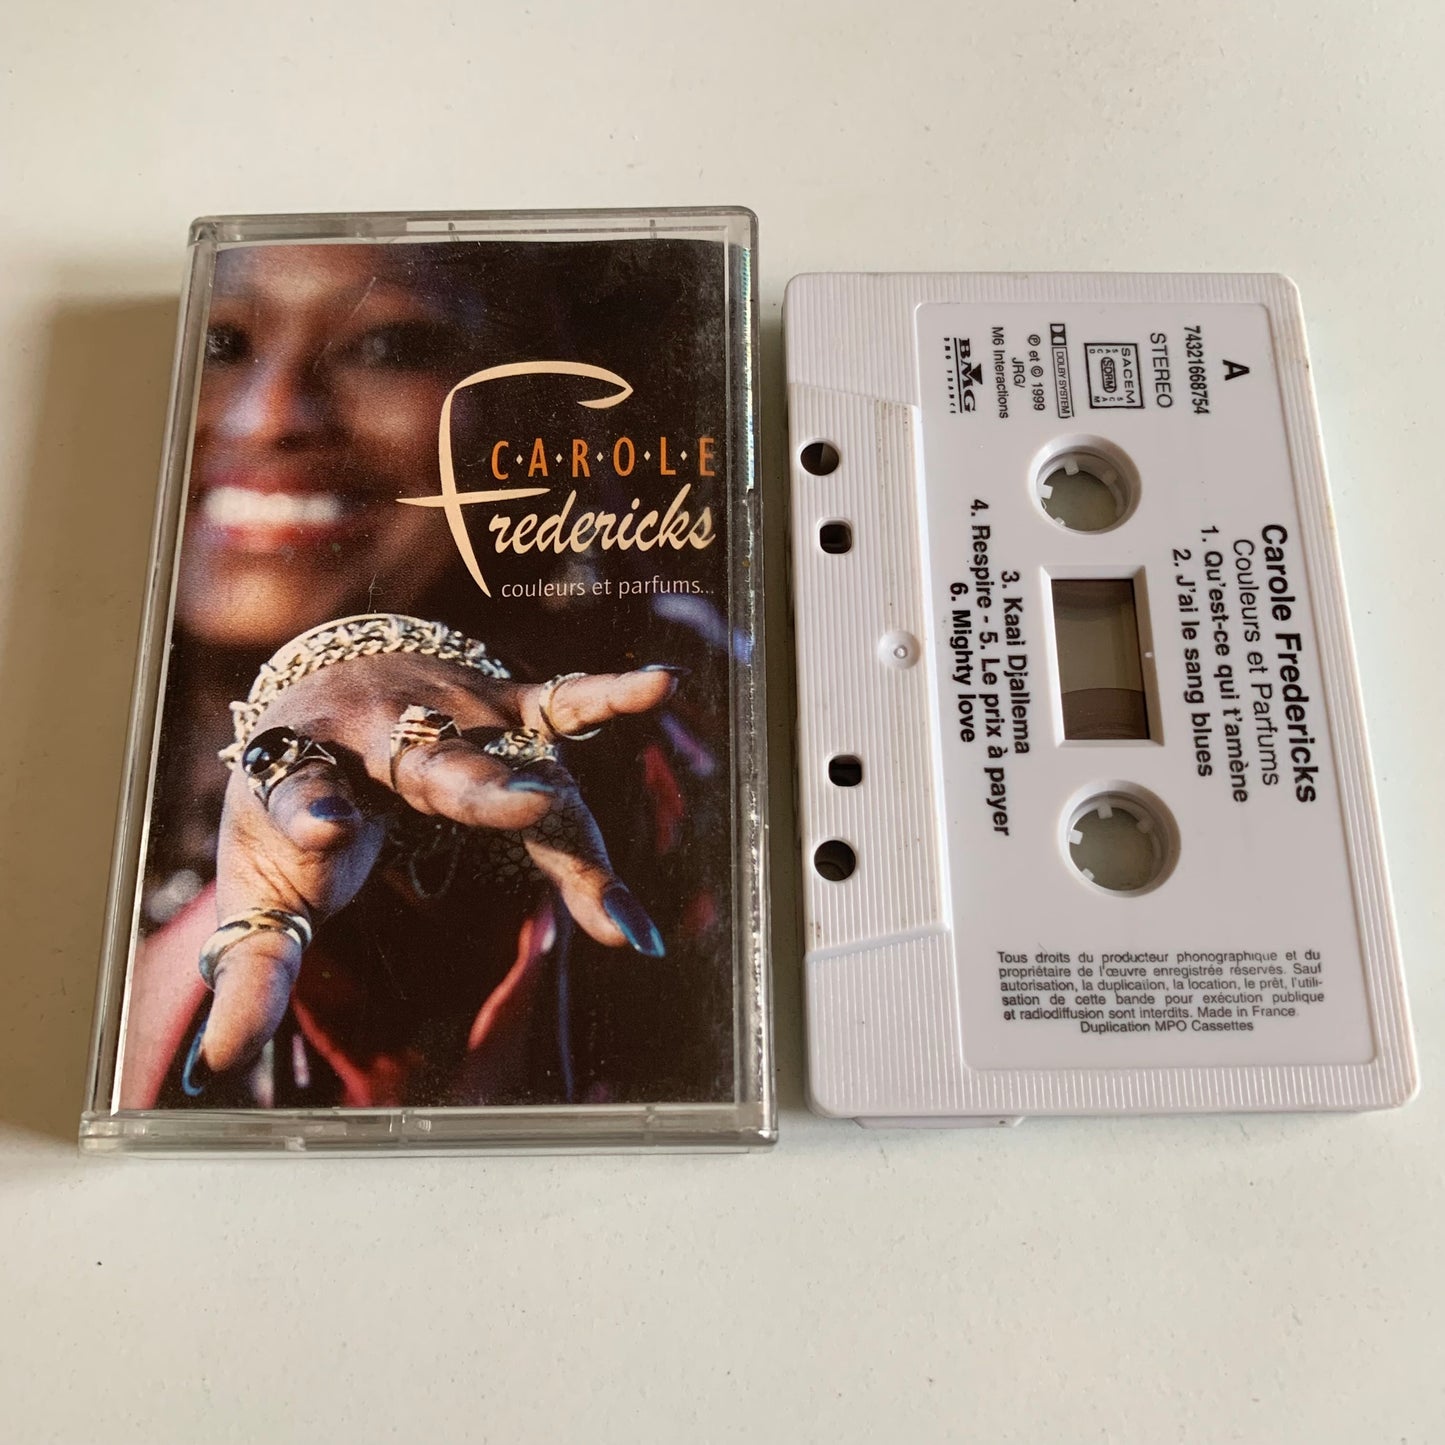 C·A·R·O·L·E
Fredericks
couleurs et parfums...
A
74321668754
STEREO
SACEM
SDRM
DOLBY SYSTEM
℗ et © 1999
JRG/
M6 Interactions
BMG
BMG FRANCE
Carole Fredericks
Couleurs et Parfums
1. Qu'est-ce qui t'amène
2. J'ai le sang blues
3. Kaai Djallema
4. Respire - 5. Le prix à payer
6. Mighty love
Tous droits du producteur phonographique et du
propriétaire de l'œuvre enregistrée réservés. Sauf
autorisation, la duplication, la location, le prêt, l'utili-
sation de cette bande pour exécution publique
et radiodiffusion sont interdits. Made in France.
Duplication MPO Cassettes